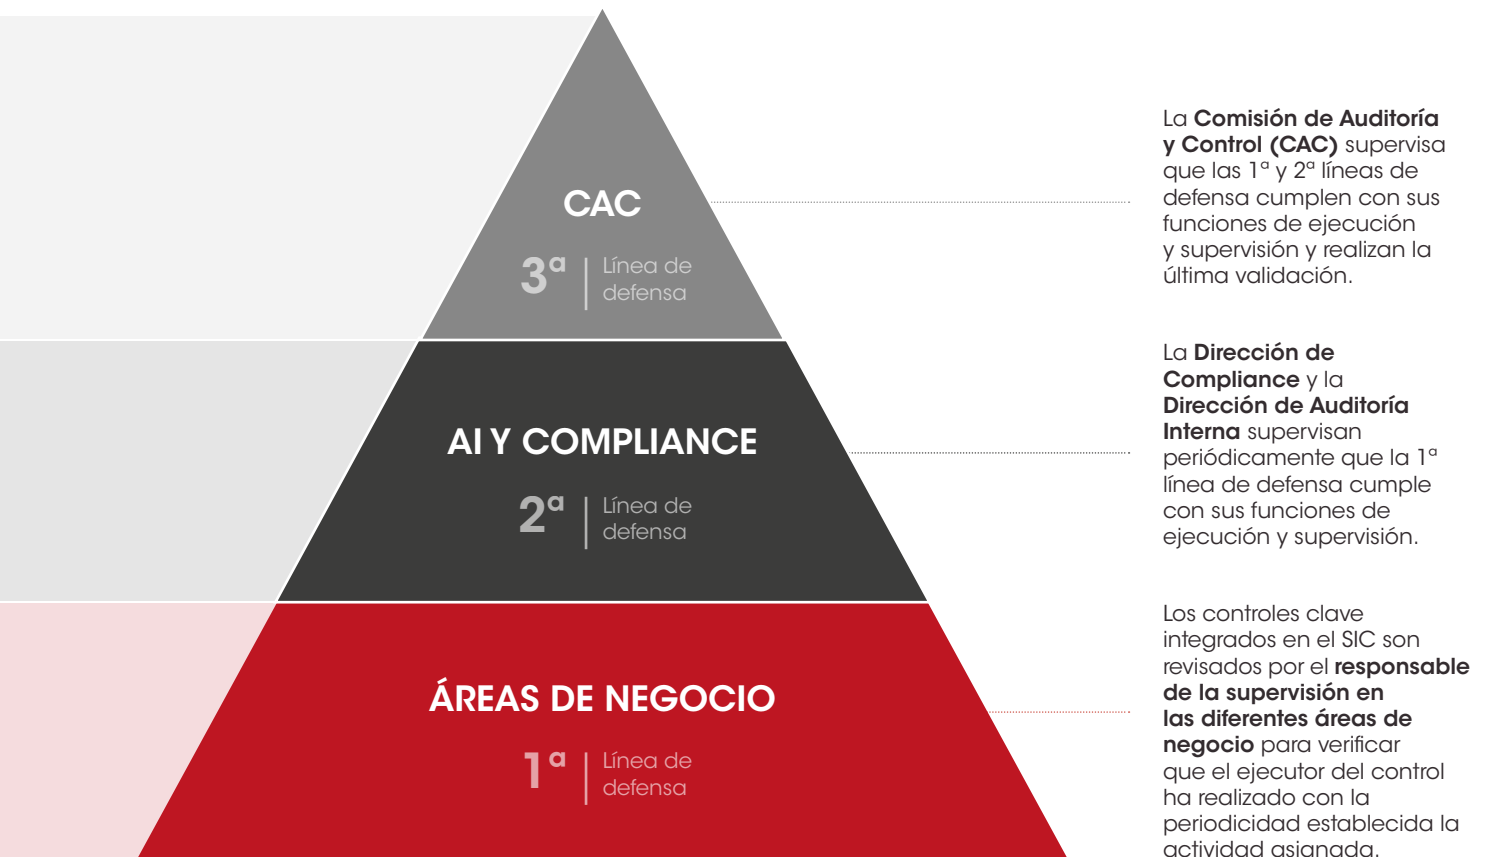 CAC
3ª
Línea de
defensa
La Comisión de Auditoría
y Control (CAC) supervisa
que las 1ª y 2ª líneas de
defensa cumplen con sus
funciones de ejecución
y supervisión y realizan la
última validación.
AI Y COMPLIANCE
2ª
Línea de
defensa
La Dirección de
Compliance y la
Dirección de Auditoría
Interna supervisan
periódicamente que la 1ª
línea de defensa cumple
con sus funciones de
ejecución y supervisión.
ÁREAS DE NEGOCIO
1ª
Línea de
defensa
Los controles clave
integrados en el SIC son
revisados por el responsable
de la supervisión en
las diferentes áreas de
negocio para verificar
que el ejecutor del control
ha realizado con la
periodicidad establecida la
actividad asignada.